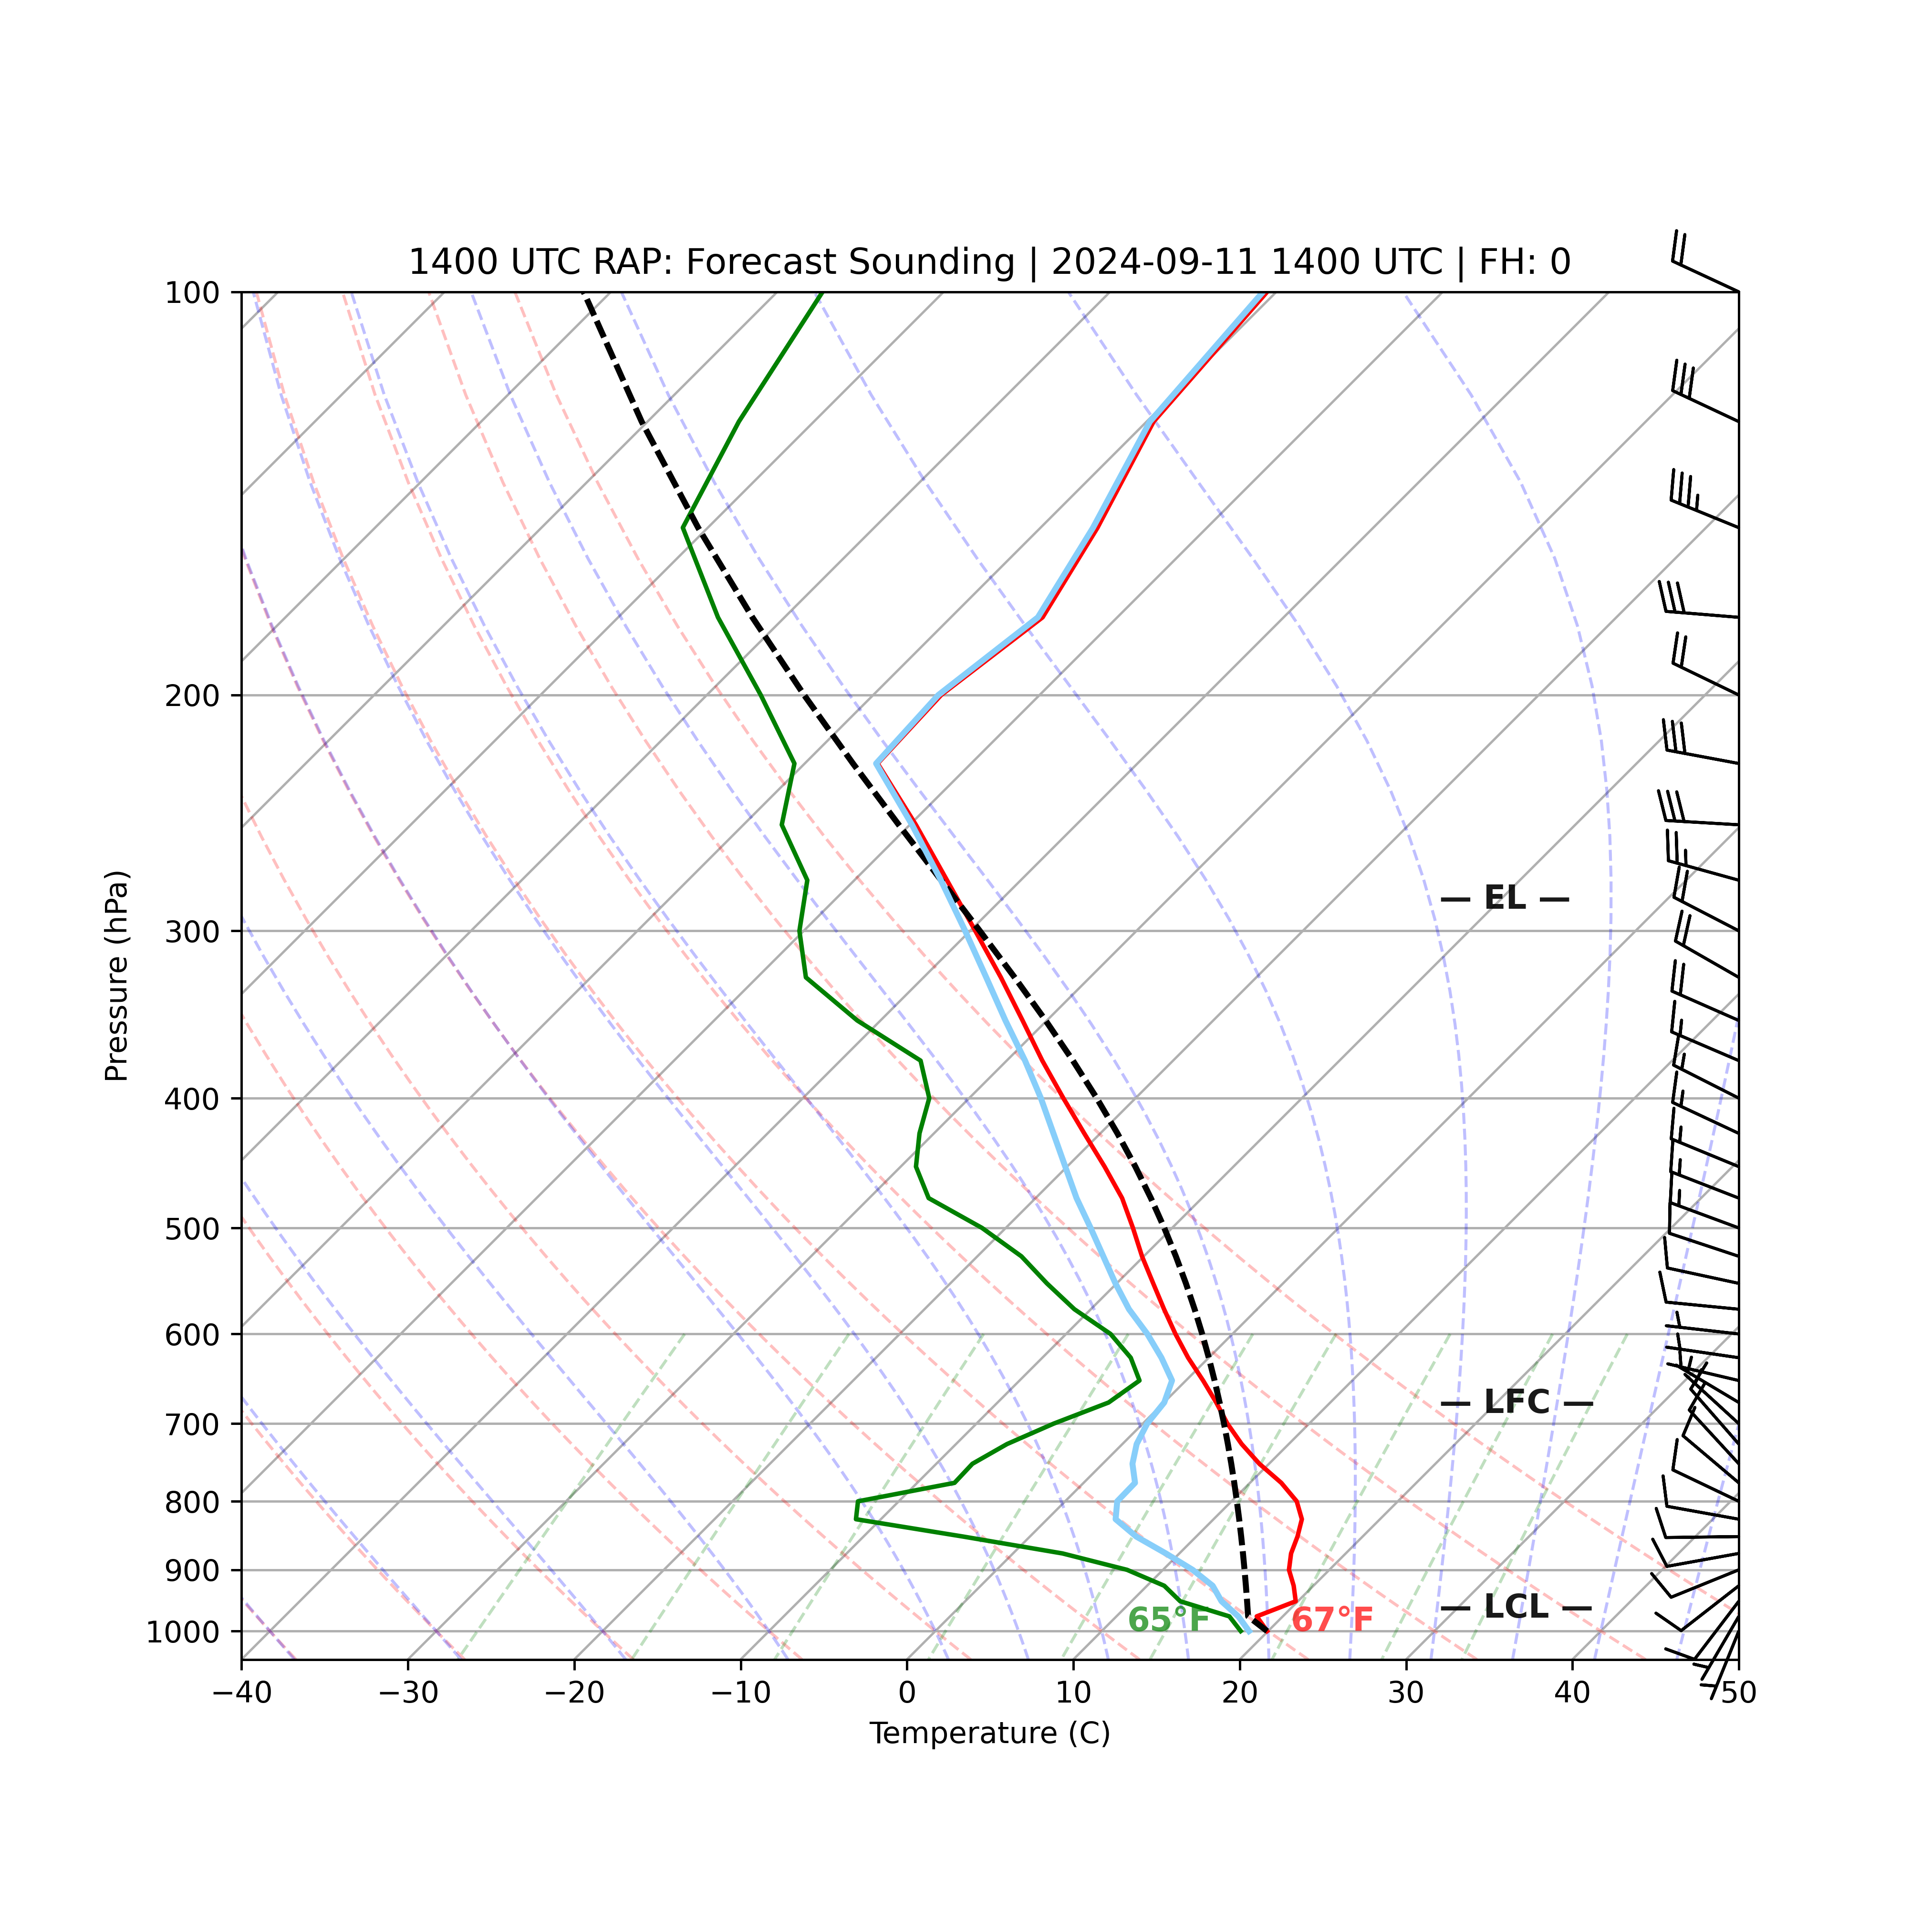 1400 UTC RAP: Forecast Sounding | 2024-09-11 1400 UTC | FH: 0
100
200
300
400
500
600
700
800
900
1000
Pressure (hPa)
— EL —
— LFC —
— LCL —
65°F
67°F
−40 −30 −20 −10 0 10 20 30 40 50
Temperature (C)